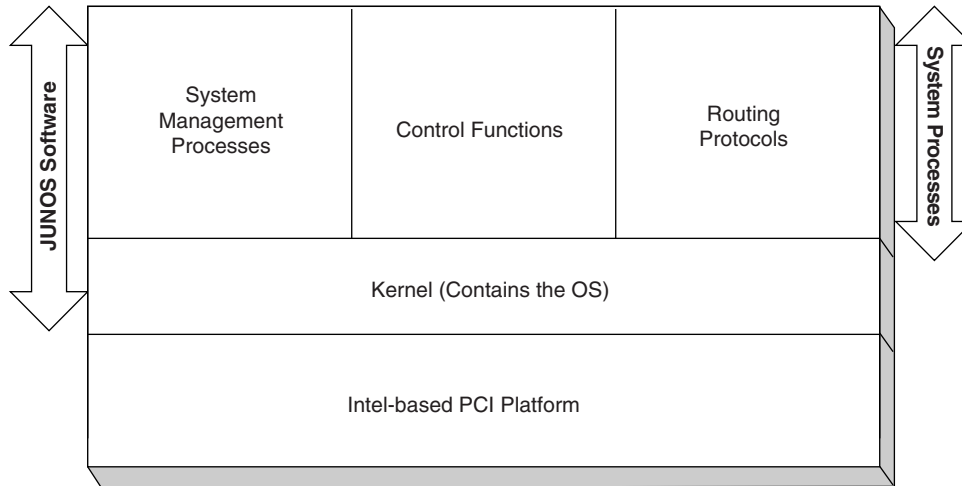 JUNOS Software
System
Management
Processes
Control Functions
Routing
Protocols
System Processes
Kernel (Contains the OS)
Intel-based PCI Platform